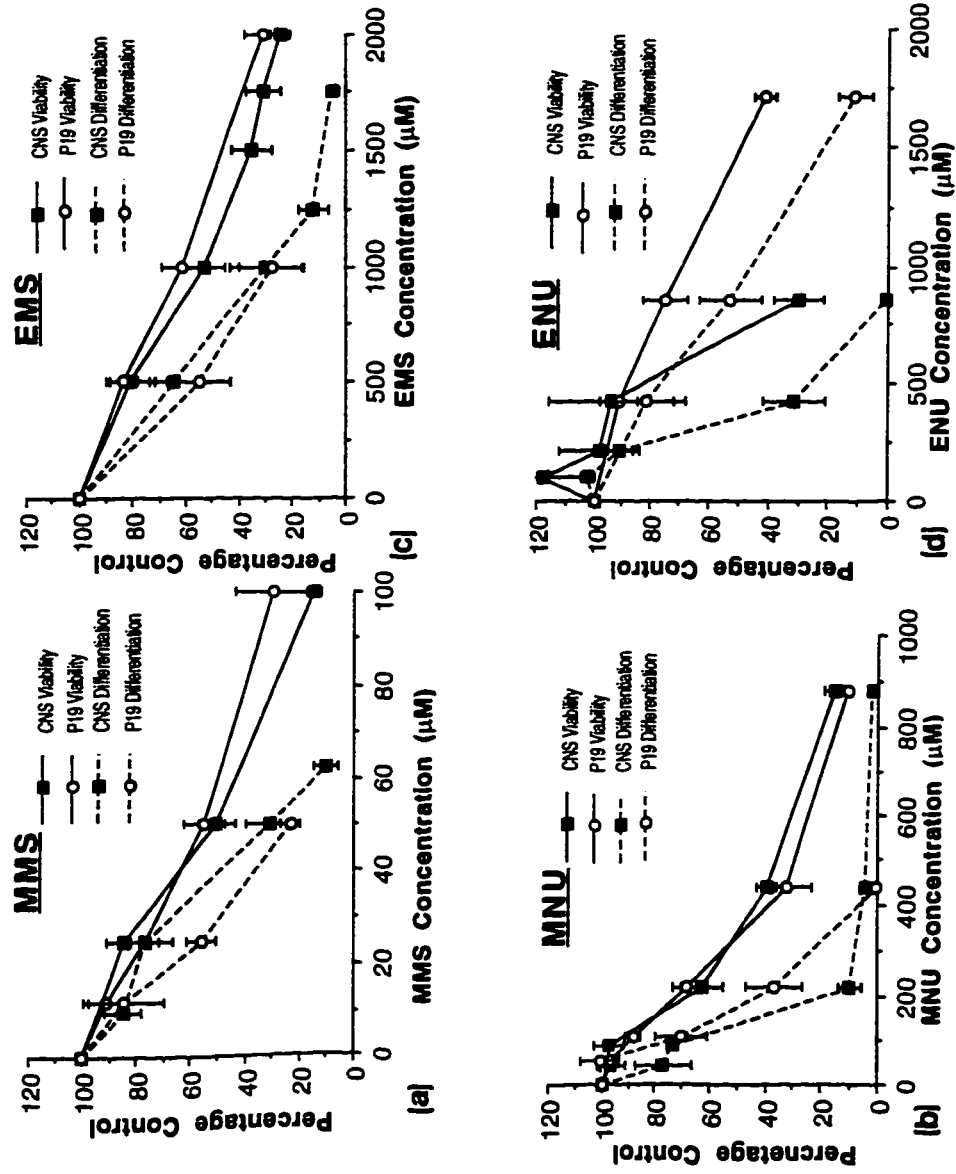 MMS
CNS Viability
P19 Viability
CNS Differentiation
P19 Differentiation
Percentage Control
120
100
80
60
40
20
0
0
20
40
60
80
100
MMS Concentration (μM)
[a]
EMS
CNS Viability
P19 Viability
CNS Differentiation
P19 Differentiation
Percentage Control
120
100
80
60
40
20
0
0
500
1000
1500
2000
EMS Concentration (μM)
[c]
MNU
CNS Viability
P19 Viability
CNS Differentiation
P19 Differentiation
Percnetage Control
120
100
80
60
40
20
0
0
200
400
600
800
1000
MNU Concentration (μM)
[b]
ENU
CNS Viability
P19 Viability
CNS Differentiation
P19 Differentiation
Percentage Control
120
100
80
60
40
20
0
0
500
1000
1500
2000
ENU Concentration (μM)
[d]